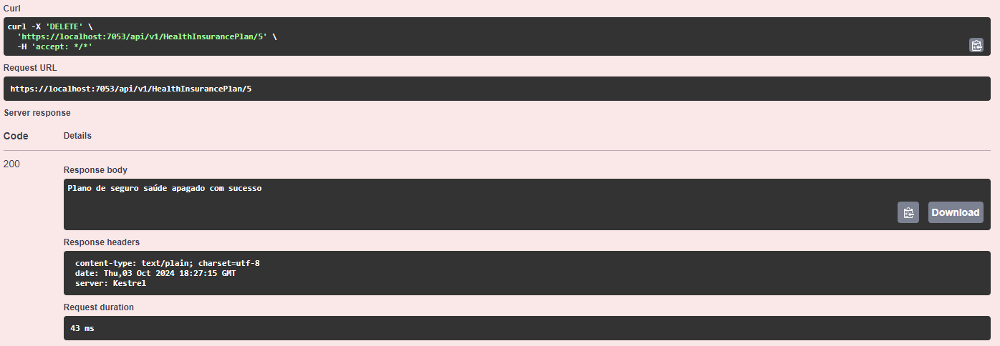 Curl
curl -X 'DELETE' \
'https://localhost:7053/api/v1/HealthInsurancePlan/5' \
-H 'accept: */*'
Request URL
https://localhost:7053/api/v1/HealthInsurancePlan/5
Server response
Code Details
200
Response body
Plano de seguro saúde apagado com sucesso
Download
Response headers
content-type: text/plain; charset=utf-8
date: Thu,03 Oct 2024 18:27:15 GMT
server: Kestrel
Request duration
43 ms